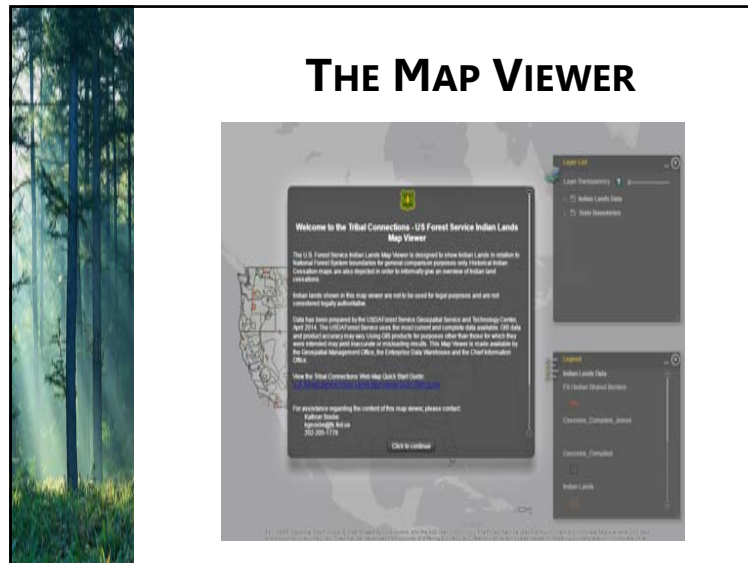 THE MAP VIEWER
Welcome to the Tribal Connections - US Forest Service Indian Lands
Map Viewer
The U.S. Forest Service Indian Lands Map Viewer is designed to show Indian Lands in relation to
National Forest System boundaries for general comparison purposes only. Historical Indian
Cessation maps are also depicted in order to informally give an overview of Indian land
cessations.
Indian lands shown in this map viewer are not to be used for legal purposes and are not
considered legally authoritative.
Data has been prepared by the USDA Forest Service Geospatial Service and Technology Center,
April 2014. The USDA Forest Service uses the most current and complete data available. GIS data
and product accuracy may vary. Using GIS products for purposes other than those for which they
were intended may yield inaccurate or misleading results. This Map Viewer is made available by
the Geospatial Management Office, the Enterprise Data Warehouse and the Chief Information
Office.
View the Tribal Connections Web Map Quick Start Guide:
For assistance regarding the content of this map viewer, please contact:
Kathryn
202-205-1778
Click to continue
Layer List
Layer Transparency
Indian Lands Data
State Boundaries
Legend
Indian Lands Data
FS / Indian Shared Borders
Cessions_Compiled_Joined
Cessions_Compiled
Indian Lands